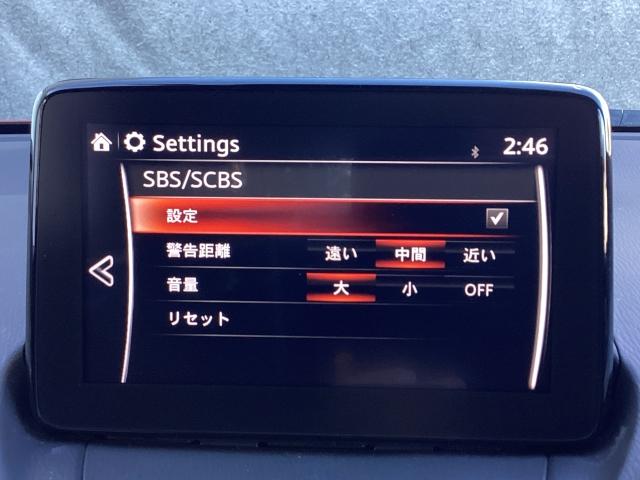 Settings 2:46
SBS/SCBS
設定
警告距離 遠い 中間 近い
音量 大 小 OFF
リセット